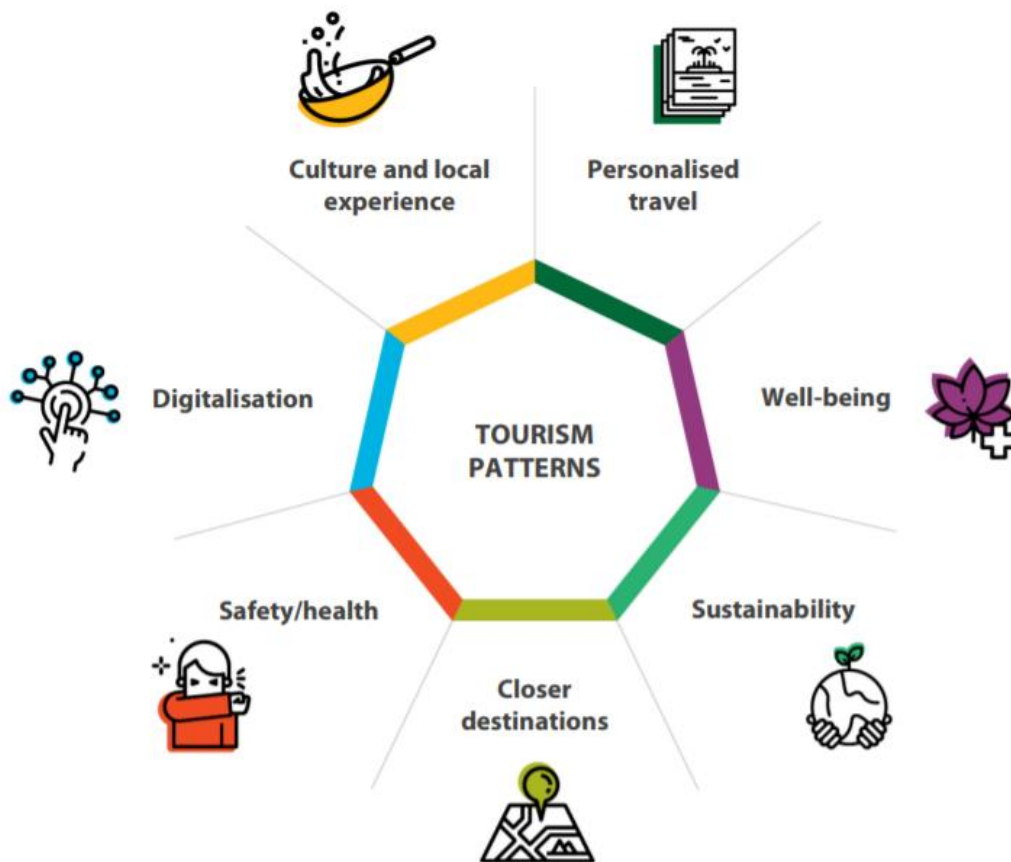 Culture and local
experience
Personalised
travel
Digitalisation
Well-being
TOURISM
PATTERNS
Safety/health
Sustainability
Closer
destinations